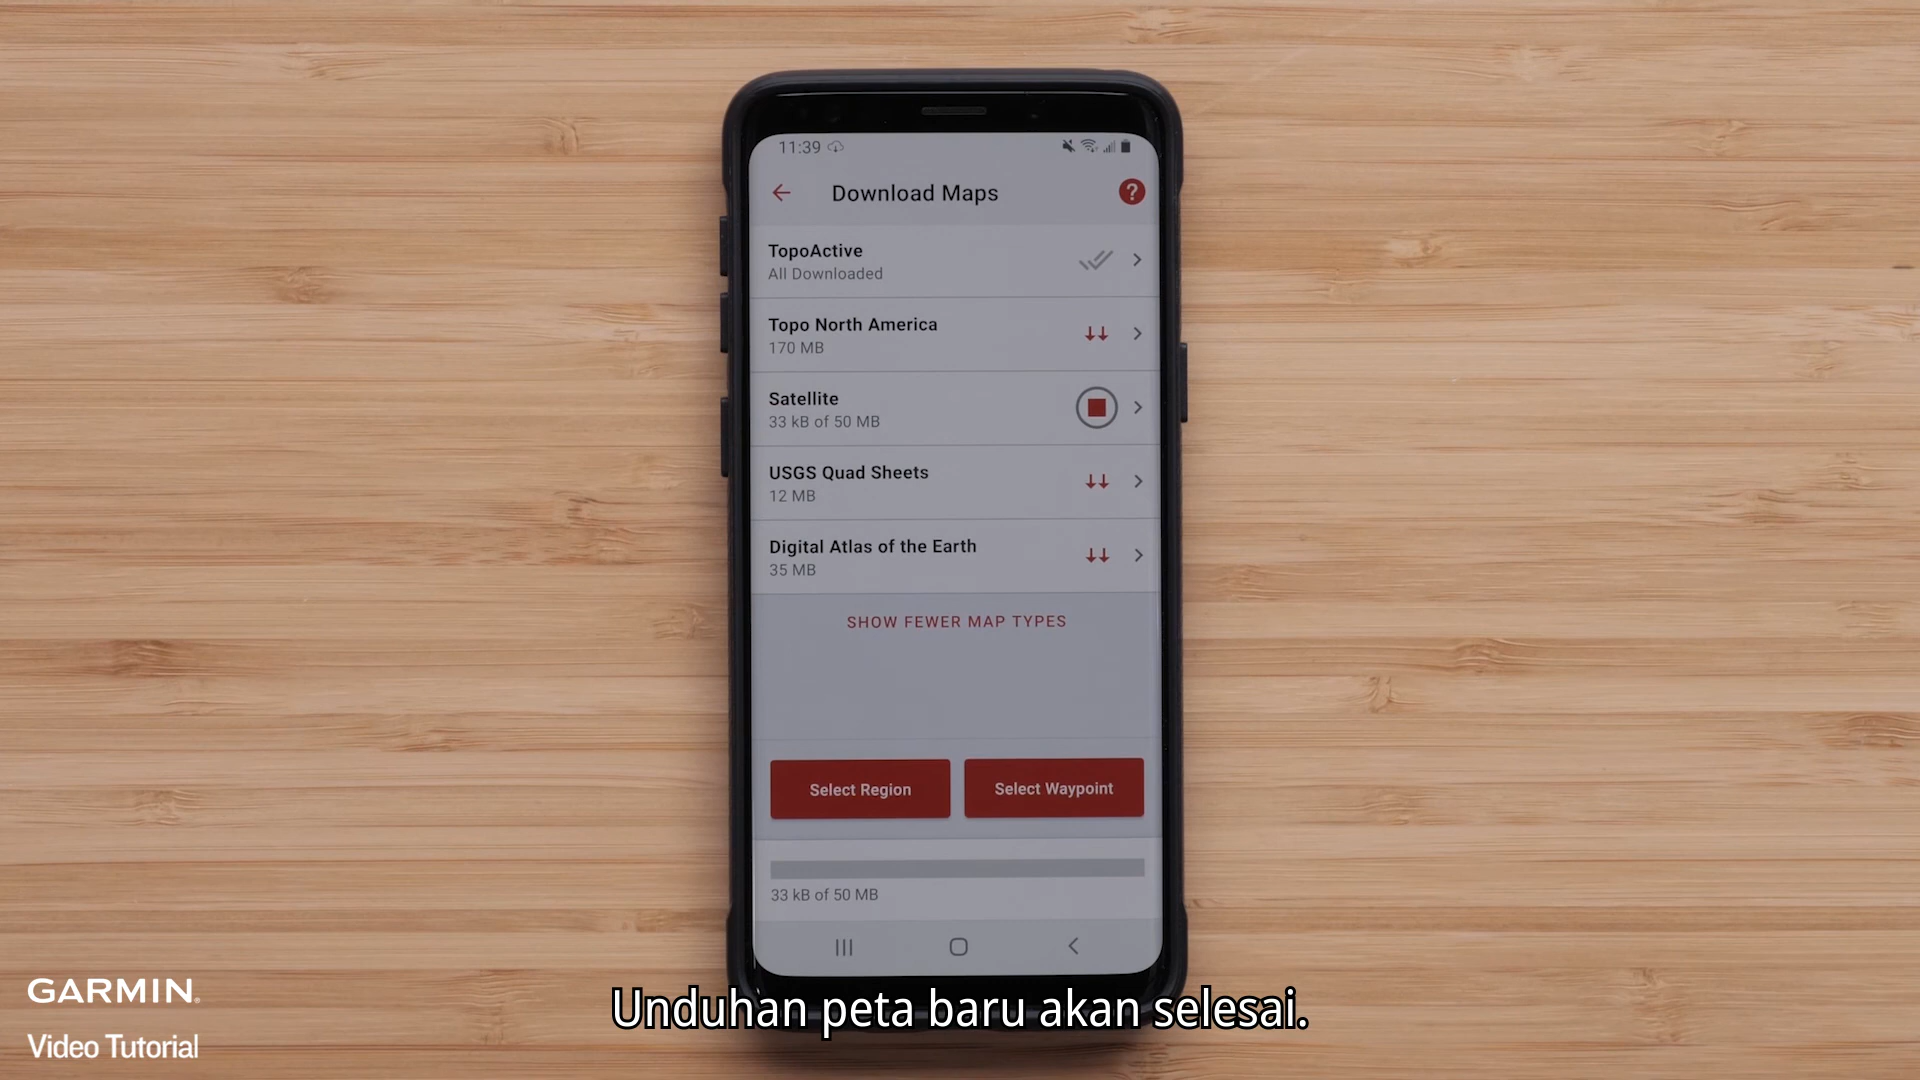 11:39
Download Maps
?
TopoActive
All Downloaded
Topo North America
170 MB
Satellite
33 kB of 50 MB
USGS Quad Sheets
12 MB
Digital Atlas of the Earth
35 MB
SHOW FEWER MAP TYPES
Select Region
Select Waypoint
33 kB of 50 MB
GARMIN.
Video Tutorial
Unduhan peta baru akan selesai.